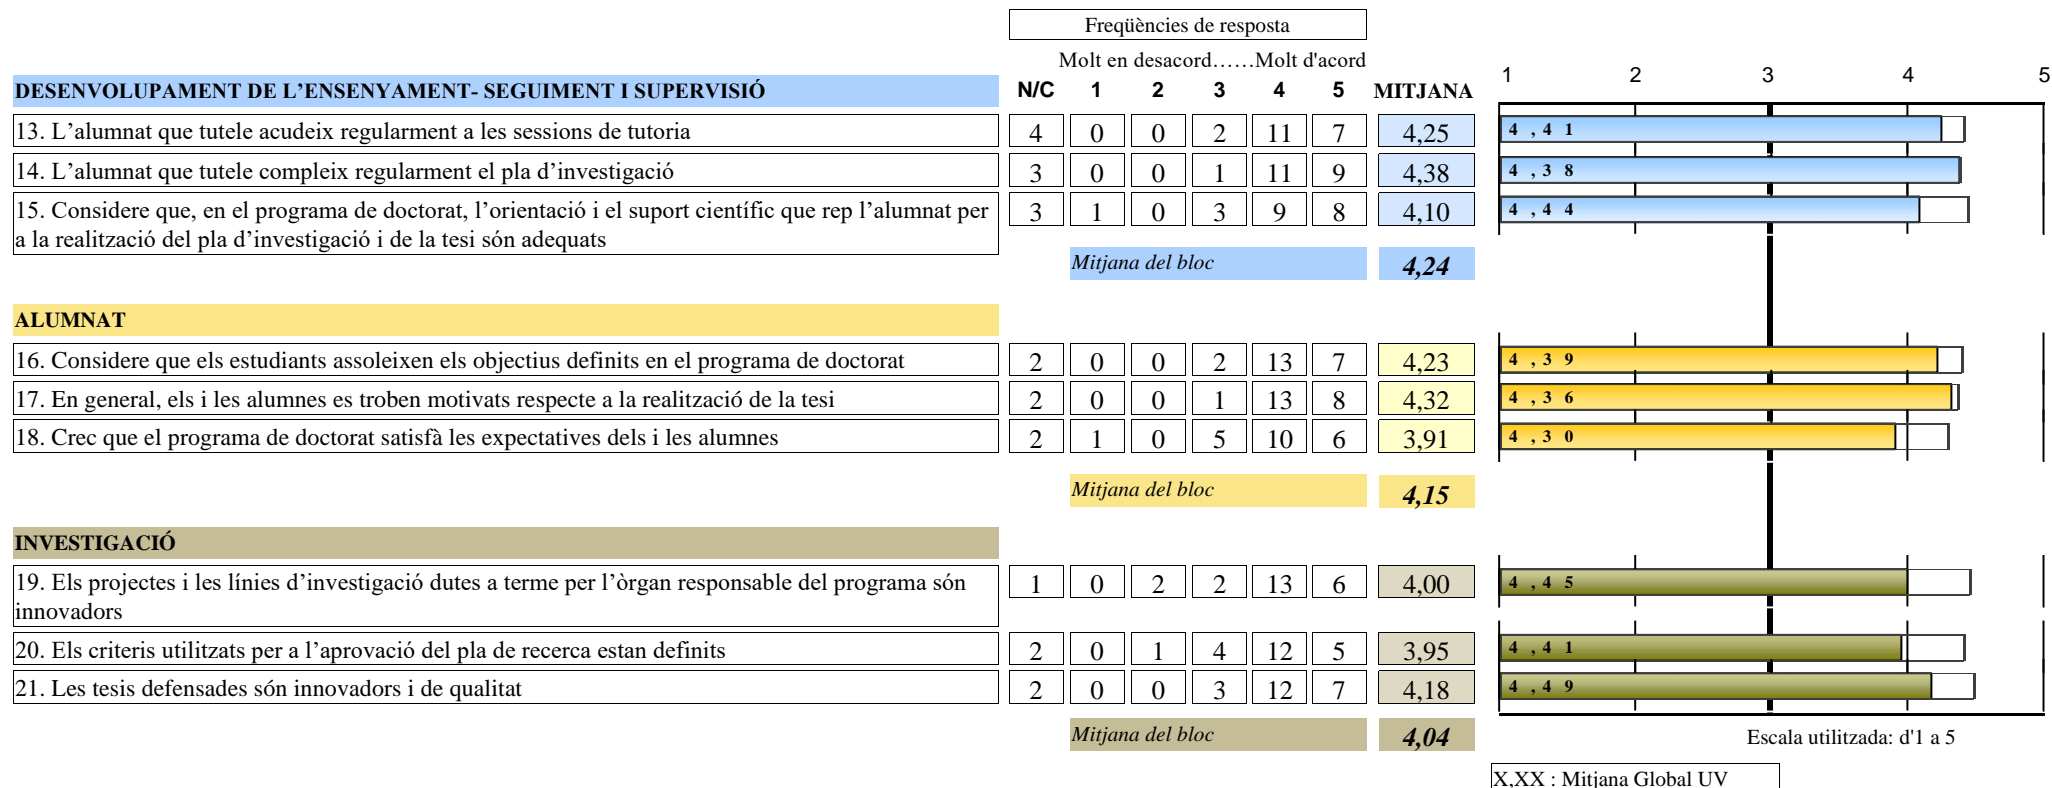 Freqüències de resposta
Molt en desacord……Molt d'acord
DESENVOLUPAMENT DE L’ENSENYAMENT- SEGUIMENT I SUPERVISIÓ N/C 1 2 3 4 5 MITJANA 1 2 3 4 5
13. L’alumnat que tutele acudeix regularment a les sessions de tutoria 4 0 0 2 11 7 4,25 4,41
14. L’alumnat que tutele compleix regularment el pla d’investigació 3 0 0 1 11 9 4,38 4,38
15. Considere que, en el programa de doctorat, l’orientació i el suport científic que rep l’alumnat per 3 1 0 3 9 8 4,10 4,44
a la realització del pla d’investigació i de la tesi són adequats
Mitjana del bloc 4,24
ALUMNAT
16. Considere que els estudiants assoleixen els objectius definits en el programa de doctorat 2 0 0 2 13 7 4,23 4,39
17. En general, els i les alumnes es troben motivats respecte a la realització de la tesi 2 0 0 1 13 8 4,32 4,36
18. Crec que el programa de doctorat satisfà les expectatives dels i les alumnes 2 1 0 5 10 6 3,91 4,30
Mitjana del bloc 4,15
INVESTIGACIÓ
19. Els projectes i les línies d’investigació dutes a terme per l’òrgan responsable del programa són 1 0 2 2 13 6 4,00 4,45
innovadors
20. Els criteris utilitzats per a l’aprovació del pla de recerca estan definits 2 0 1 4 12 5 3,95 4,41
21. Les tesis defensades són innovadors i de qualitat 2 0 0 3 12 7 4,18 4,49
Mitjana del bloc 4,04
Escala utilitzada: d'1 a 5
X,XX : Mitjana Global UV